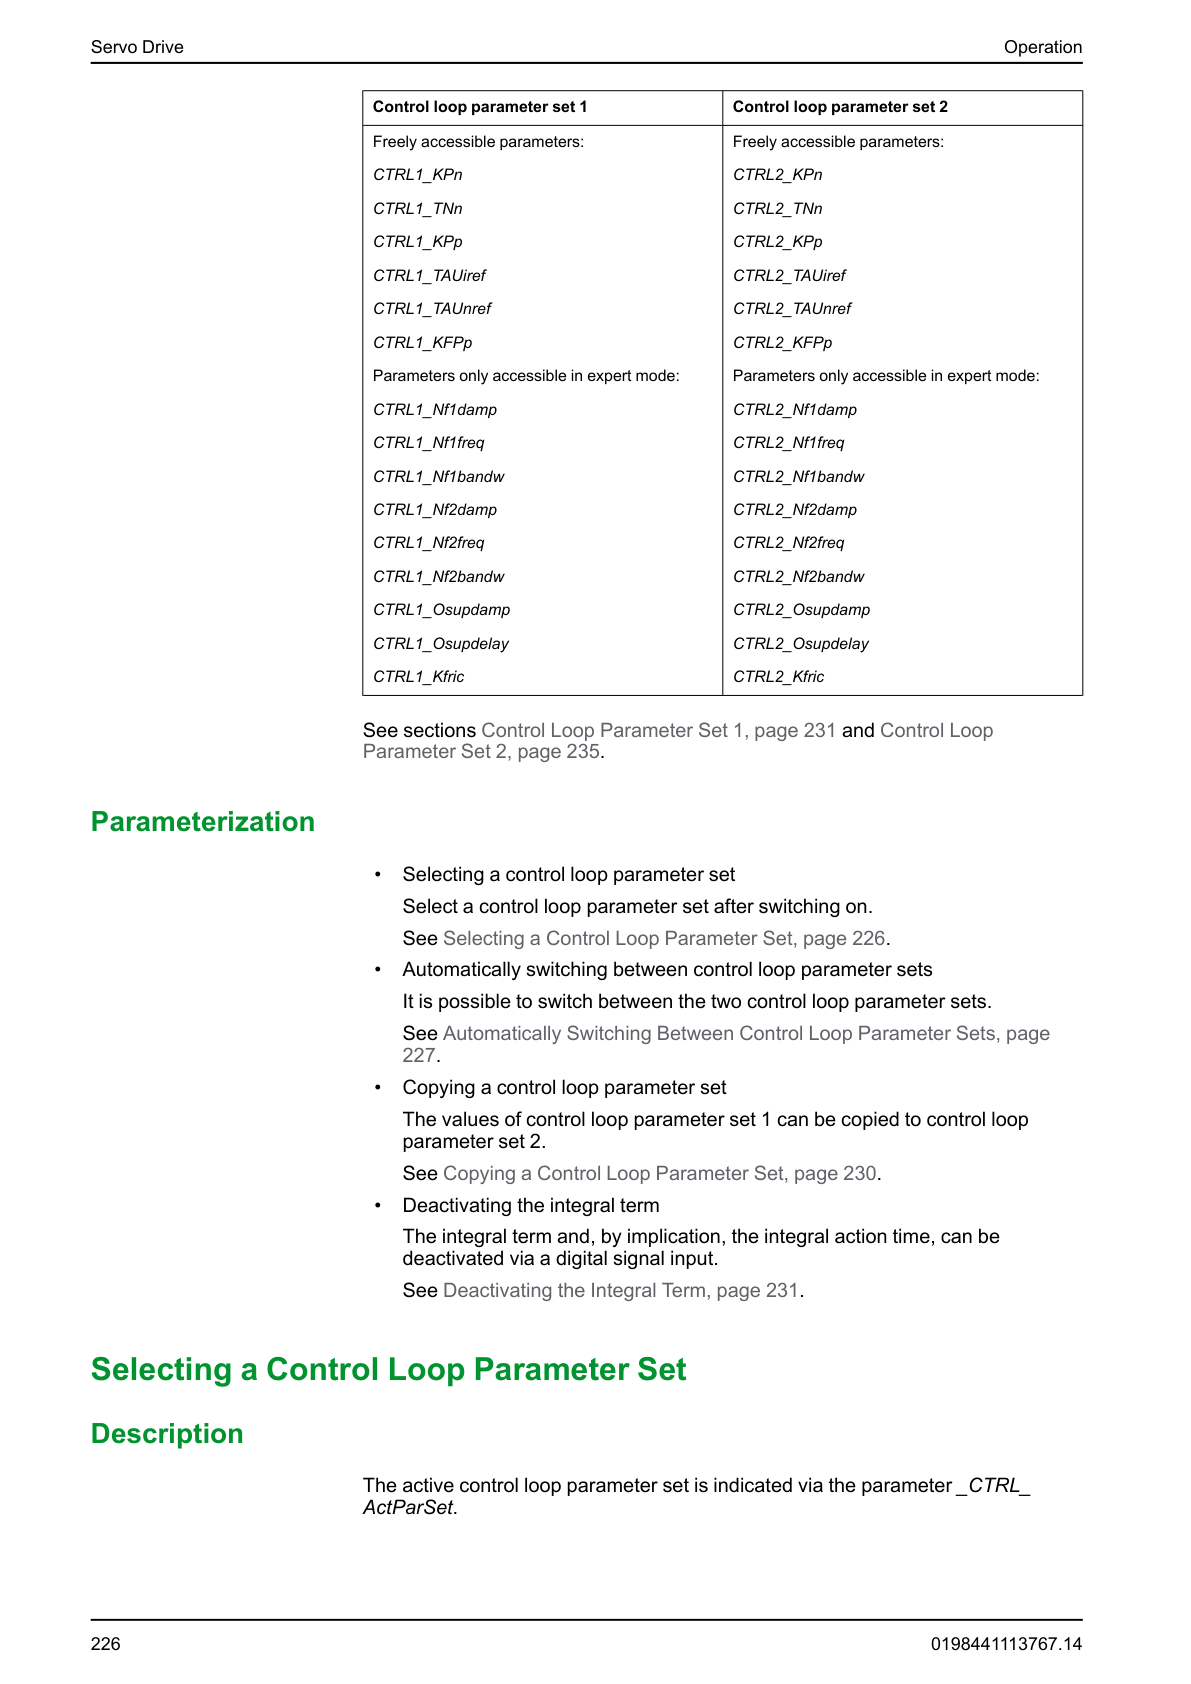 Servo Drive Operation
Control loop parameter set 1 Control loop parameter set 2
Freely accessible parameters: Freely accessible parameters:
CTRL1_KPn CTRL2_KPn
CTRL1_TNn CTRL2_TNn
CTRL1_KPp CTRL2_KPp
CTRL1_TAUiref CTRL2_TAUiref
CTRL1_TAUnref CTRL2_TAUnref
CTRL1_KFPp CTRL2_KFPp
Parameters only accessible in expert mode: Parameters only accessible in expert mode:
CTRL1_Nf1damp CTRL2_Nf1damp
CTRL1_Nf1freq CTRL2_Nf1freq
CTRL1_Nf1bandw CTRL2_Nf1bandw
CTRL1_Nf2damp CTRL2_Nf2damp
CTRL1_Nf2freq CTRL2_Nf2freq
CTRL1_Nf2bandw CTRL2_Nf2bandw
CTRL1_Osupdamp CTRL2_Osupdamp
CTRL1_Osupdelay CTRL2_Osupdelay
CTRL1_Kfric CTRL2_Kfric
See sections Control Loop Parameter Set 1, page 231 and Control Loop
Parameter Set 2, page 235.
Parameterization
• Selecting a control loop parameter set
Select a control loop parameter set after switching on.
See Selecting a Control Loop Parameter Set, page 226.
• Automatically switching between control loop parameter sets
It is possible to switch between the two control loop parameter sets.
See Automatically Switching Between Control Loop Parameter Sets, page
227.
• Copying a control loop parameter set
The values of control loop parameter set 1 can be copied to control loop
parameter set 2.
See Copying a Control Loop Parameter Set, page 230.
• Deactivating the integral term
The integral term and, by implication, the integral action time, can be
deactivated via a digital signal input.
See Deactivating the Integral Term, page 231.
Selecting a Control Loop Parameter Set
Description
The active control loop parameter set is indicated via the parameter _CTRL_
ActParSet.
226 0198441113767.14